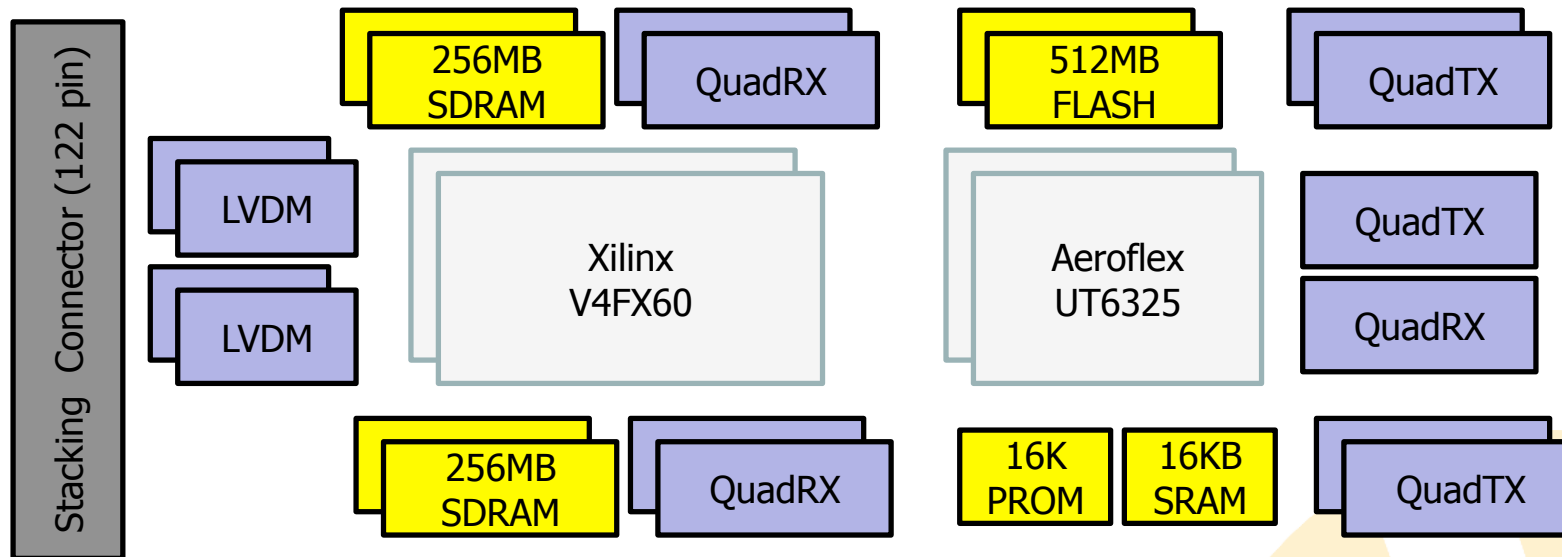 Stacking Connector (122 pin)
256MB
SDRAM
QuadRX
512MB
FLASH
QuadTX
LVDM
LVDM
Xilinx
V4FX60
Aeroflex
UT6325
QuadTX
QuadRX
256MB
SDRAM
QuadRX
16K
PROM
16KB
SRAM
QuadTX